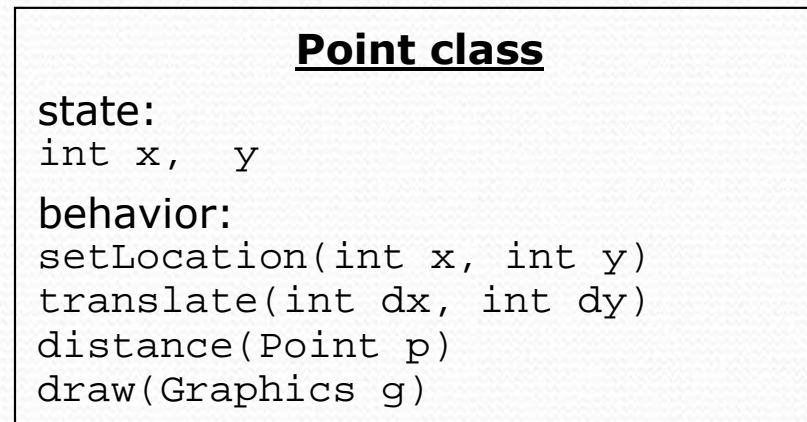 Point class
state:
int x,  y
behavior:
setLocation(int x, int y)
translate(int dx, int dy)
distance(Point p)
draw(Graphics g)